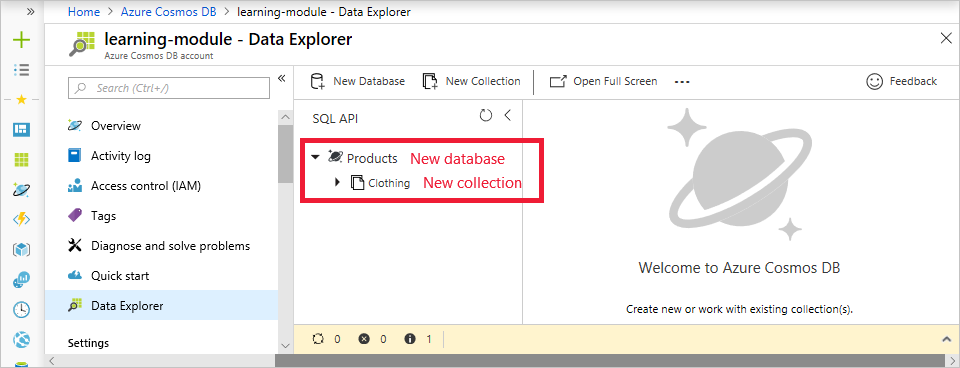 Home > Azure Cosmos DB > learning-module - Data Explorer
learning-module - Data Explorer
Azure Cosmos DB account
Search (Ctrl+/)
Overview
Activity log
Access control (IAM)
Tags
Diagnose and solve problems
Quick start
Data Explorer
Settings
New Database New Collection Open Full Screen ... Feedback
SQL API
Products New database
Clothing New collection
Welcome to Azure Cosmos DB
Create new or work with existing collection(s).
0 0 1